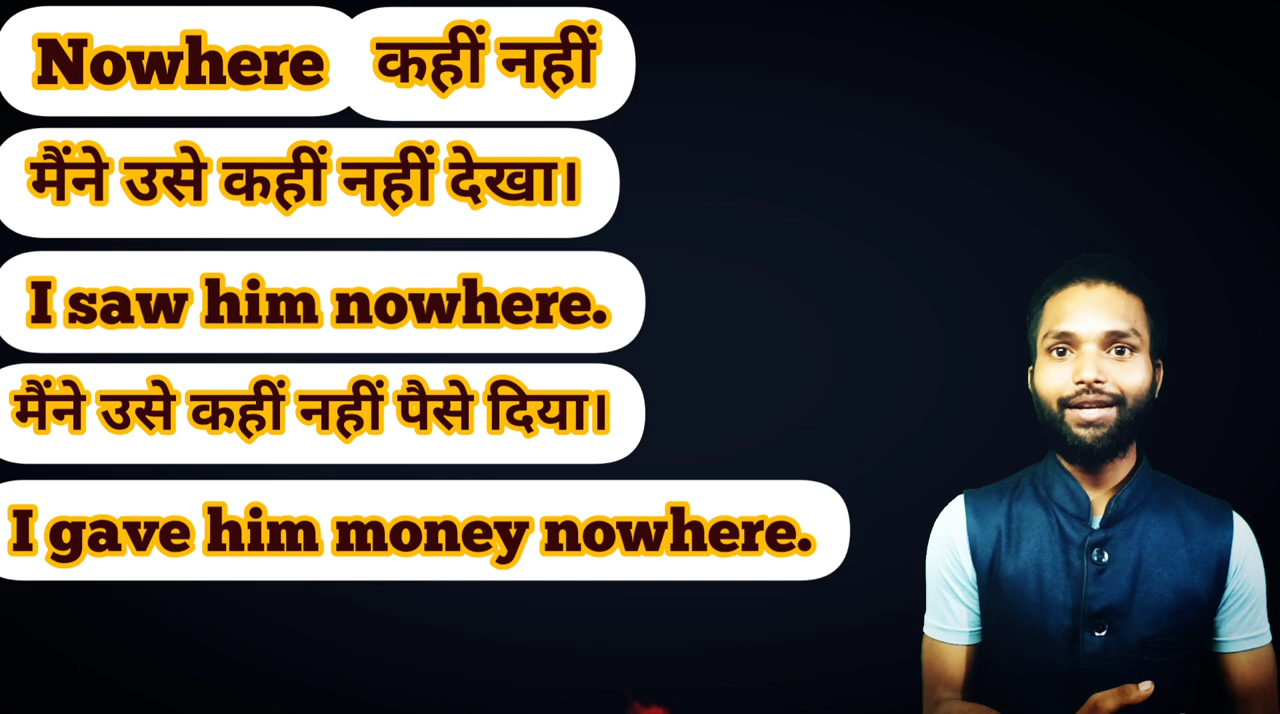 Nowhere कहीं नहीं
मैंने उसे कहीं नहीं देखा।
I saw him nowhere.
मैंने उसे कहीं नहीं पैसे दिया।
I gave him money nowhere.